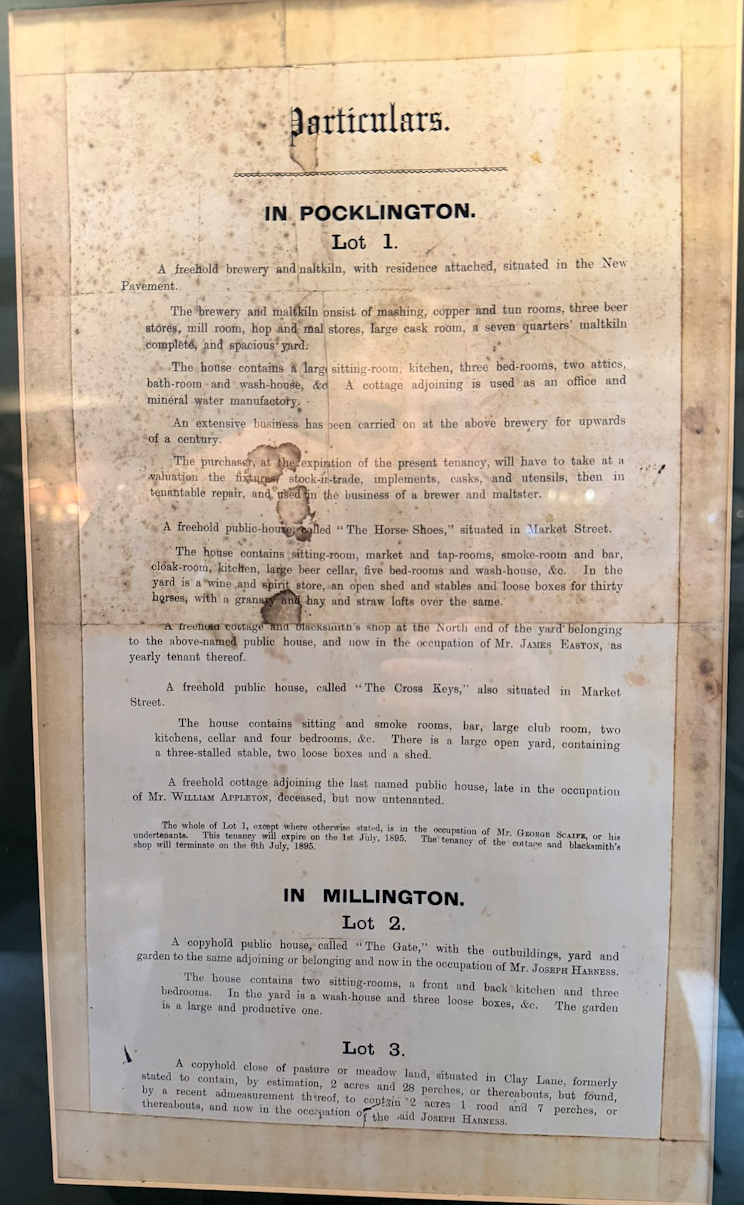 Particulars.
IN POCKLINGTON.
Lot 1.
A freehold brewery and naltkiln, with residence attached, situated in the New
Pavement.
The brewery and maltkiln onsist of mashing, copper and tun rooms, three beer
stores, mill room, hop and mal stores, large cask room, a seven quarters' maltkiln
complete, and spacious yard.
The house contains a larg sitting-room, kitchen, three bed-rooms, two attics,
bath-room and wash-house, &c A cottage adjoining is used as an office and
mineral water manufactory.
An extensive business has been carried on at the above brewery for upwards
of a century.
The purchaser, at the expiration of the present tenancy, will have to take at a
valuation the fixtures, stock-in-trade, implements, casks, and utensils, then in
tenantable repair, and used in the business of a brewer and maltster.
A freehold public-house, called "The Horse Shoes," situated in Market Street.
The house contains sitting-room, market and tap-rooms, smoke-room and bar,
cloak-room, kitchen, large beer cellar, five bed-rooms and wash-house, &c. In the
yard is a wine and spirit store, an open shed and stables and loose boxes for thirty
horses, with a granary and hay and straw lofts over the same.
A freehold cottage and blacksmith's shop at the North end of the yard belonging
to the above-named public house, and now in the occupation of Mr. JAMES EASTON, as
yearly tenant thereof.
A freehold public house, called "The Cross Keys," also situated in Market
Street.
The house contains sitting and smoke rooms, bar, large club room, two
kitchens, cellar and four bedrooms, &c. There is a large open yard, containing
a three-stalled stable, two loose boxes and a shed.
A freehold cottage adjoining the last named public house, late in the occupation
of Mr. WILLIAM APPLETON, deceased, but now untenanted.
The whole of Lot 1, except where otherwise stated, is in the occupation of Mr. GEORGE SCAIFE, or his
undertenants. This tenancy will expire on the 1st July, 1895. The tenancy of the cottage and blacksmith's
shop will terminate on the 6th July, 1895.
IN MILLINGTON.
Lot 2.
A copyhold public house, called "The Gate," with the outbuildings, yard and
garden to the same adjoining or belonging and now in the occupation of Mr. JOSEPH HARNESS.
The house contains two sitting-rooms, a front and back kitchen and three
bedrooms. In the yard is a wash-house and three loose boxes, &c. The garden
is a large and productive one.
Lot 3.
A copyhold close of pasture or meadow land, situated in Clay Lane, formerly
stated to contain, by estimation, 2 acres and 28 perches, or thereabouts, but found,
by a recent admeasurement thereof, to contain 2 acres 1 rood and 7 perches, or
thereabouts, and now in the occupation of the said JOSEPH HARNESS.